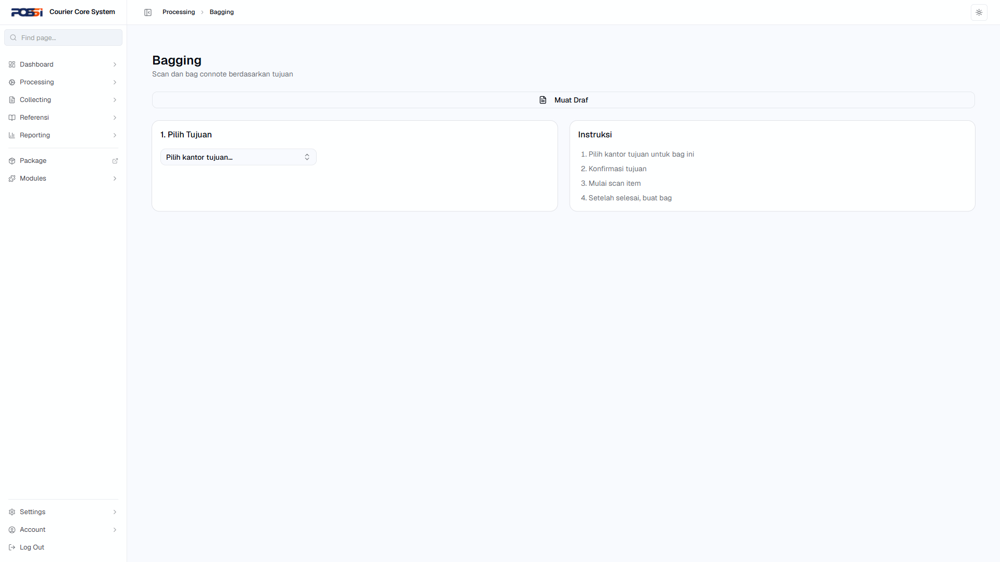 POSSi Courier Core System
Processing
Bagging
Find page...
Dashboard
Processing
Collecting
Referensi
Reporting
Package
Modules
Settings
Account
Log Out
Bagging
Scan dan bag connote berdasarkan tujuan
Muat Draf
1. Pilih Tujuan
Pilih kantor tujuan...
Instruksi
1. Pilih kantor tujuan untuk bag ini
2. Konfirmasi tujuan
3. Mulai scan item
4. Setelah selesai, buat bag